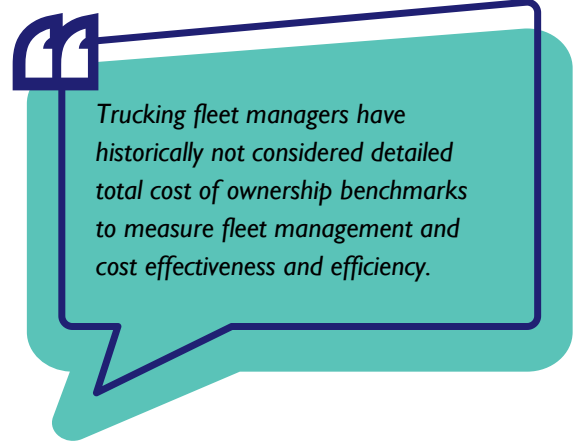 Trucking fleet managers have
historically not considered detailed
total cost of ownership benchmarks
to measure fleet management and
cost effectiveness and efficiency.